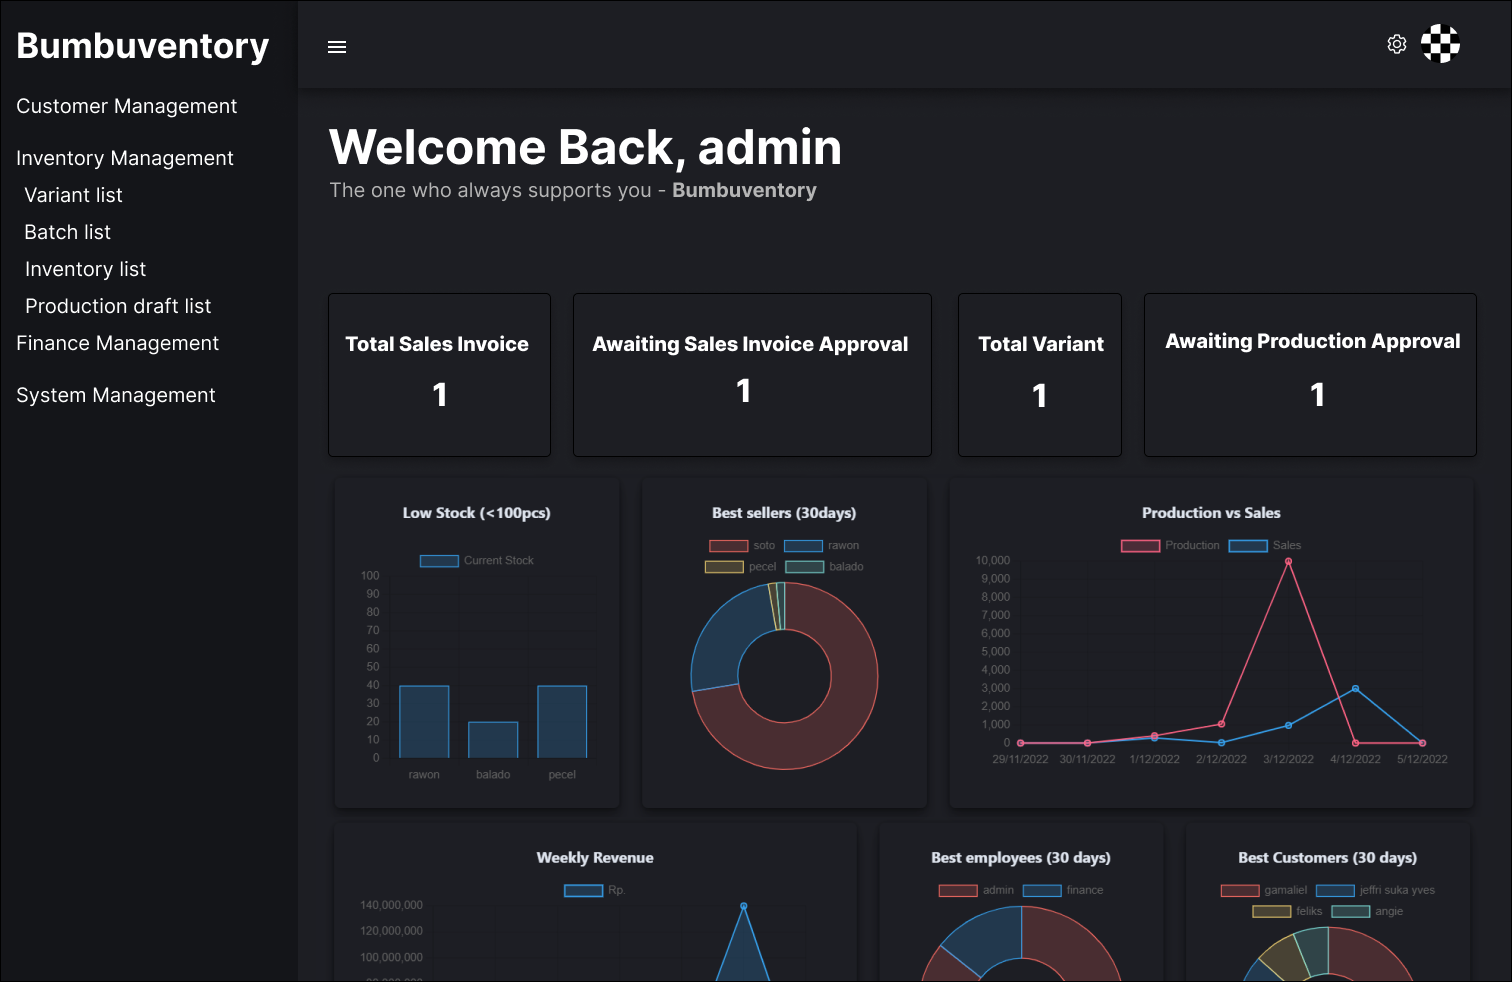 Bumbuventory
Customer Management
Inventory Management
Variant list
Batch list
Inventory list
Production draft list
Finance Management
System Management
Welcome Back, admin
The one who always supports you - Bumbuventory
Total Sales Invoice
1
Awaiting Sales Invoice Approval
1
Total Variant
1
Awaiting Production Approval
1
Low Stock (<100pcs)
Current Stock
100
90
80
70
60
50
40
30
20
10
0
rawon balado pecel
Best sellers (30days)
soto rawon
pecel balado
Production vs Sales
Production Sales
10,000
9,000
8,000
7,000
6,000
5,000
4,000
3,000
2,000
1,000
0
29/11/2022 30/11/2022 1/12/2022 2/12/2022 3/12/2022 4/12/2022 5/12/2022
Weekly Revenue
Rp.
140,000,000
120,000,000
100,000,000
Best employees (30 days)
admin finance
Best Customers (30 days)
gamaliel jeffri suka yves
feliks angie